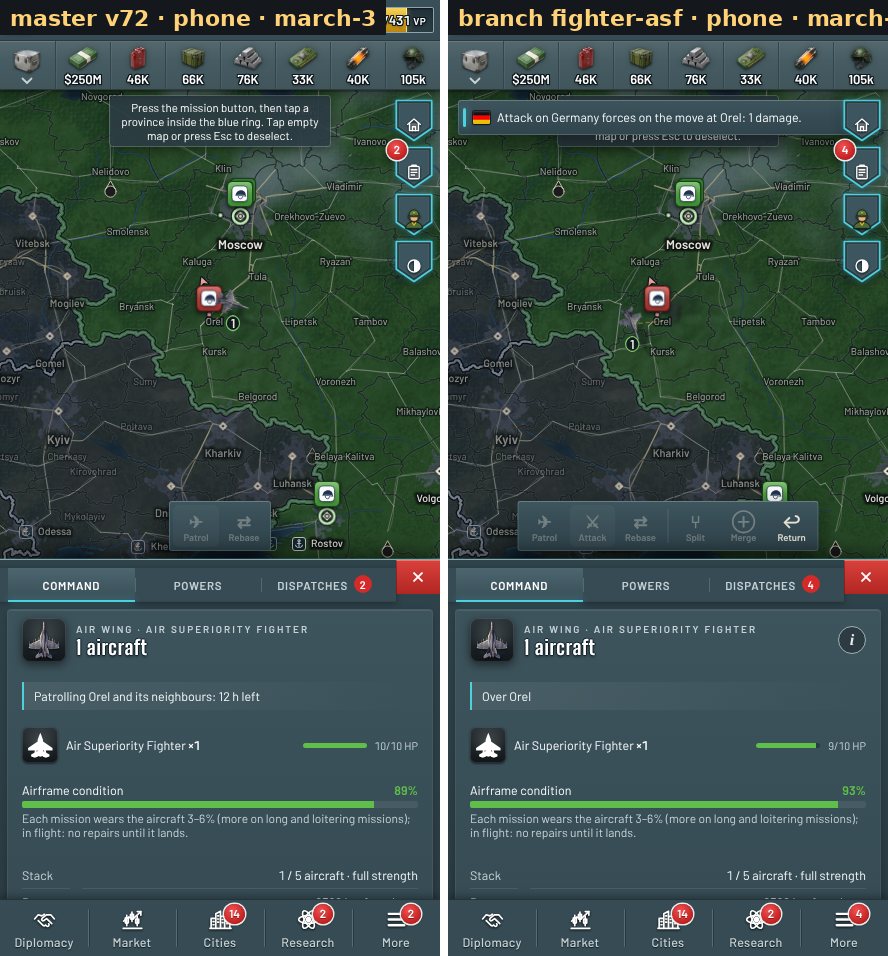 master v72 · phone · march-3
/431 VP
$250M
46K
66K
76K
33K
40K
105k
Novgorod
Press the mission button, then tap a
province inside the blue ring. Tap empty
map or press Esc to deselect.
Ivanovo
2
Nelidovo
Klin
Vladimir
Smolensk
Orekhovo-Zuevo
Moscow
Vitebsk
Kaluga
Tula
Ryazan
Mogilev
Bryansk
Orel
1
Lipetsk
Tambov
Kursk
Gomel
Balashov
Sumy
Voronezh
Belgorod
Mikhaylov
Poltava
Kyiv
Cherkasy
Kharkiv
Belaya Kalitva
Kirovohrad
Luhansk
Mykolayiv
Odessa
Patrol
Rebase
Rostov
COMMAND
POWERS
DISPATCHES 2
AIR WING · AIR SUPERIORITY FIGHTER
1 aircraft
Patrolling Orel and its neighbours: 12 h left
Air Superiority Fighter ×1
10/10 HP
Airframe condition
89%
Each mission wears the aircraft 3–6% (more on long and loitering missions);
in flight: no repairs until it lands.
Stack
1 / 5 aircraft · full strength
Diplomacy
Market
14
Cities
2
Research
2
More
branch fighter-asf · phone · march-
$250M
46K
66K
76K
33K
40K
105k
Attack on Germany forces on the move at Orel: 1 damage.
map or press Esc to deselect.
4
Nelidovo
Klin
Vladimir
Smolensk
Orekhovo-Zuevo
Moscow
Vitebsk
Kaluga
Tula
Ryazan
Mogilev
Bryansk
Orel
1
Lipetsk
Tambov
Kursk
Gomel
Sumy
Voronezh
Belgorod
Poltava
Kyiv
Cherkasy
Kharkiv
Belaya Kalitva
Kirovohrad
Luhansk
Mykolayiv
Odessa
Patrol
Attack
Rebase
Split
Merge
Return
COMMAND
POWERS
DISPATCHES 4
AIR WING · AIR SUPERIORITY FIGHTER
1 aircraft
i
Over Orel
Air Superiority Fighter ×1
9/10 HP
Airframe condition
93%
Each mission wears the aircraft 3–6% (more on long and loitering missions);
in flight: no repairs until it lands.
Stack
1 / 5 aircraft · full strength
Diplomacy
Market
14
Cities
2
Research
4
More